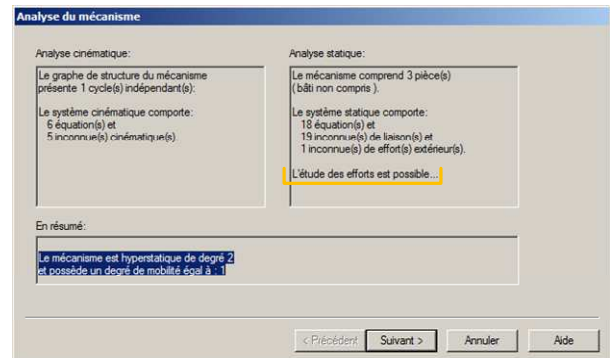 Analyse du mécanisme
Analyse cinématique:
Le graphe de structure du mécanisme
présente 1 cycle(s) indépendant(s):
Le système cinématique comporte:
6 équation(s) et
5 inconnue(s) cinématique(s).
Analyse statique:
Le mécanisme comprend 3 pièce(s)
( bâti non compris ).
Le système statique comporte:
18 équation(s) et
19 inconnue(s) de liaison(s) et
1 inconnue(s) de effort(s) extérieur(s).
L'étude des efforts est possible...
En résumé:
Le mécanisme est hyperstatique de degré 2
et possède un degré de mobilité égal à : 1
< Précédent
Suivant >
Annuler
Aide